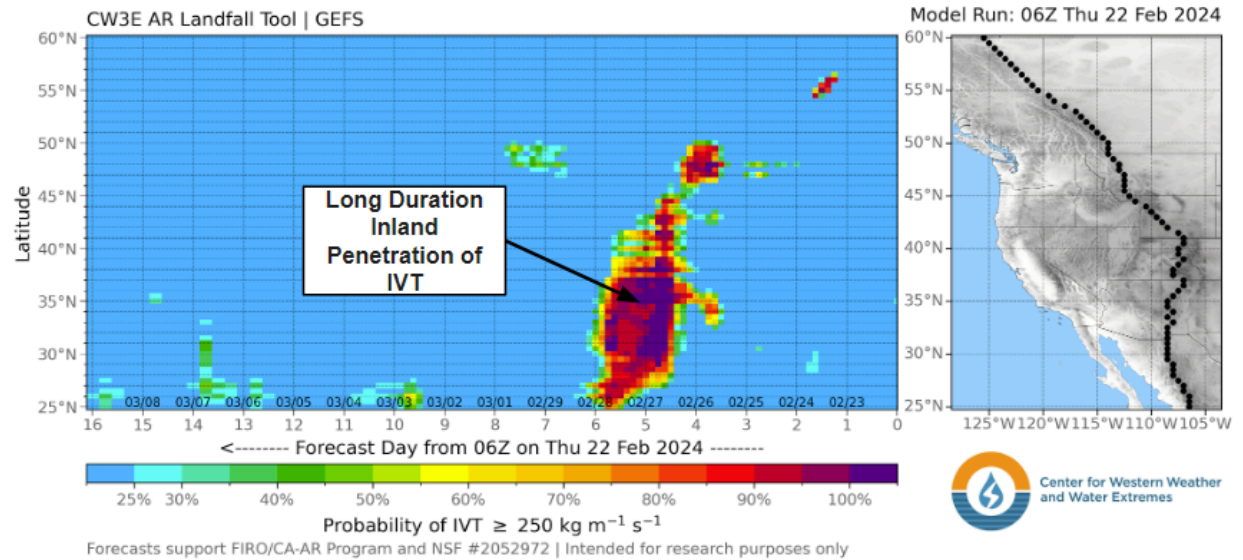 CW3E AR Landfall Tool | GEFS
Model Run: 06Z Thu 22 Feb 2024
60°N
55°N
50°N
45°N
40°N
35°N
30°N
25°N
Latitude
Long Duration
Inland
Penetration of
IVT
03/08 03/07 03/06 03/05 03/04 03/03 03/02 03/01 02/29 02/28 02/27 02/26 02/25 02/24 02/23
16 15 14 13 12 11 10 9 8 7 6 5 4 3 2 1 0
<-------- Forecast Day from 06Z on Thu 22 Feb 2024 --------
25% 30% 40% 50% 60% 70% 80% 90% 100%
Probability of IVT ≥ 250 kg m⁻¹ s⁻¹
Forecasts support FIRO/CA-AR Program and NSF #2052972 | Intended for research purposes only
60°N
55°N
50°N
45°N
40°N
35°N
30°N
25°N
125°W 120°W 115°W 110°W 105°W
Center for Western Weather
and Water Extremes